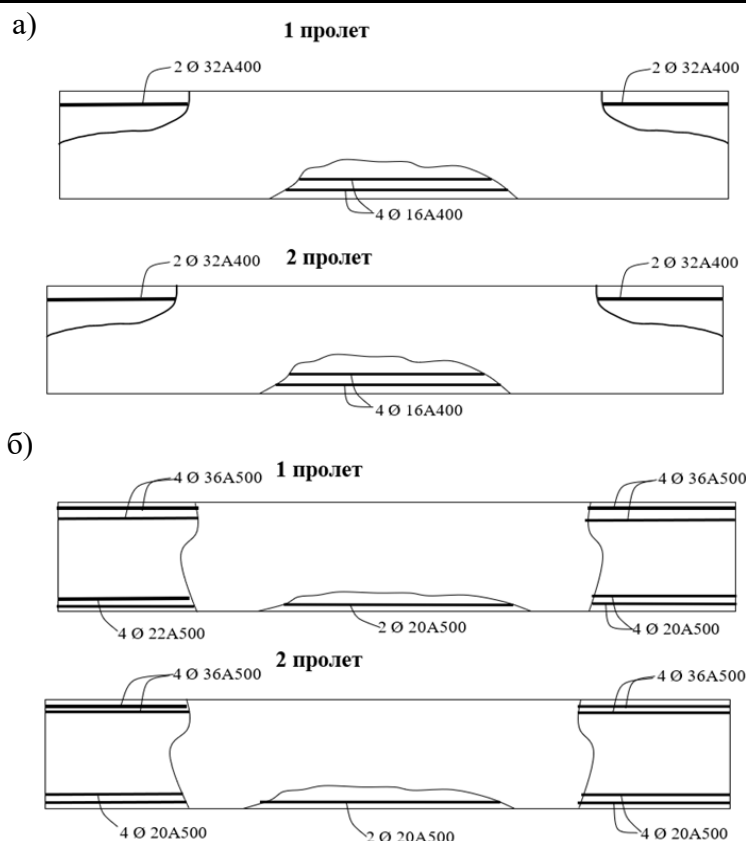 а)
1 пролет
2 Ø 32А400
2 Ø 32А400
4 Ø 16А400
2 пролет
2 Ø 32А400
2 Ø 32А400
4 Ø 16А400
б)
1 пролет
4 Ø 36А500
4 Ø 36А500
4 Ø 22А500
2 Ø 20А500
4 Ø 20А500
2 пролет
4 Ø 36А500
4 Ø 36А500
4 Ø 20А500
2 Ø 20А500
4 Ø 20А500